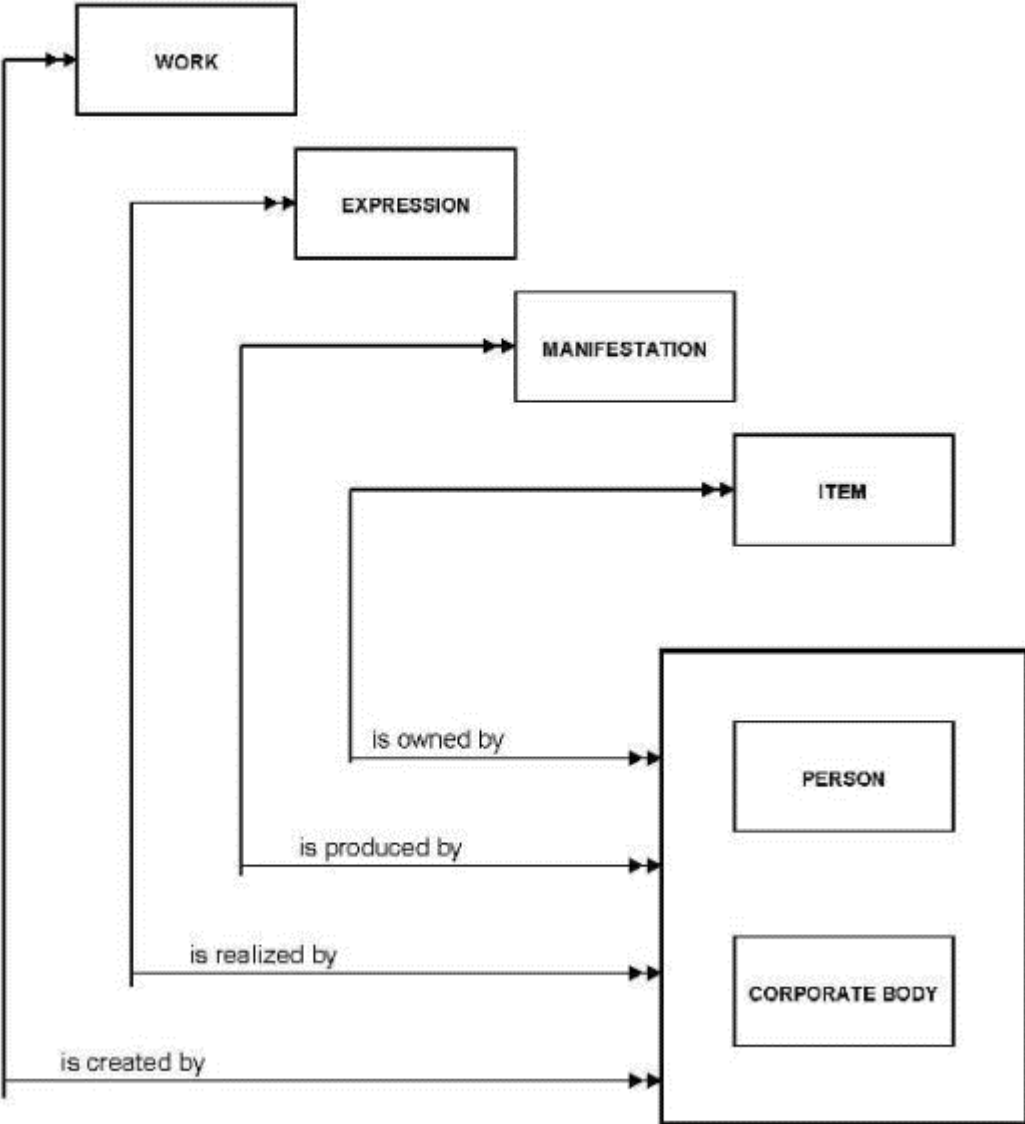 WORK
EXPRESSION
MANIFESTATION
ITEM
is owned by
PERSON
is produced by
is realized by
CORPORATE BODY
is created by